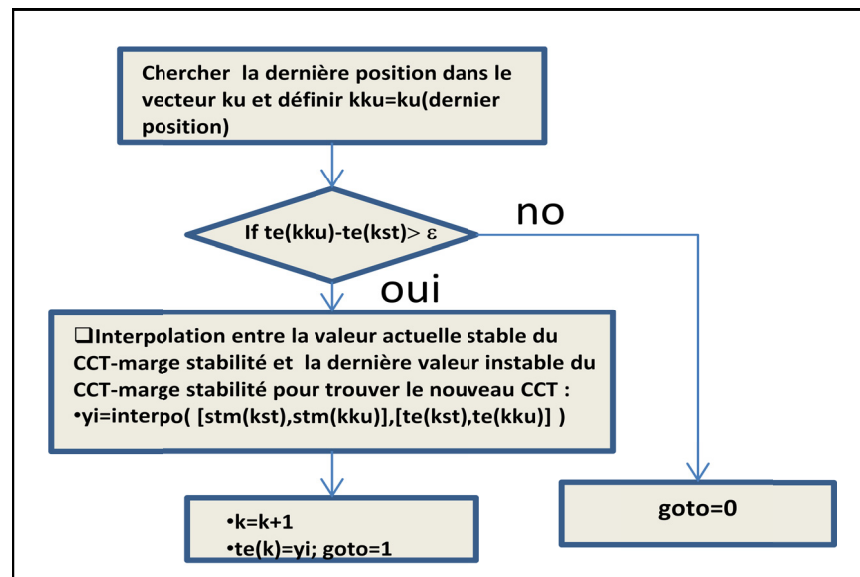 Chercher la dernière position dans le
vecteur ku et définir kku=ku(dernier
position)
If te(kku)-te(kst)> ε
no
oui
❑Interpolation entre la valeur actuelle stable du
CCT-marge stabilité et la dernière valeur instable du
CCT-marge stabilité pour trouver le nouveau CCT :
•yi=interpo( [stm(kst),stm(kku)],[te(kst),te(kku)] )
•k=k+1
•te(k)=yi; goto=1
goto=0